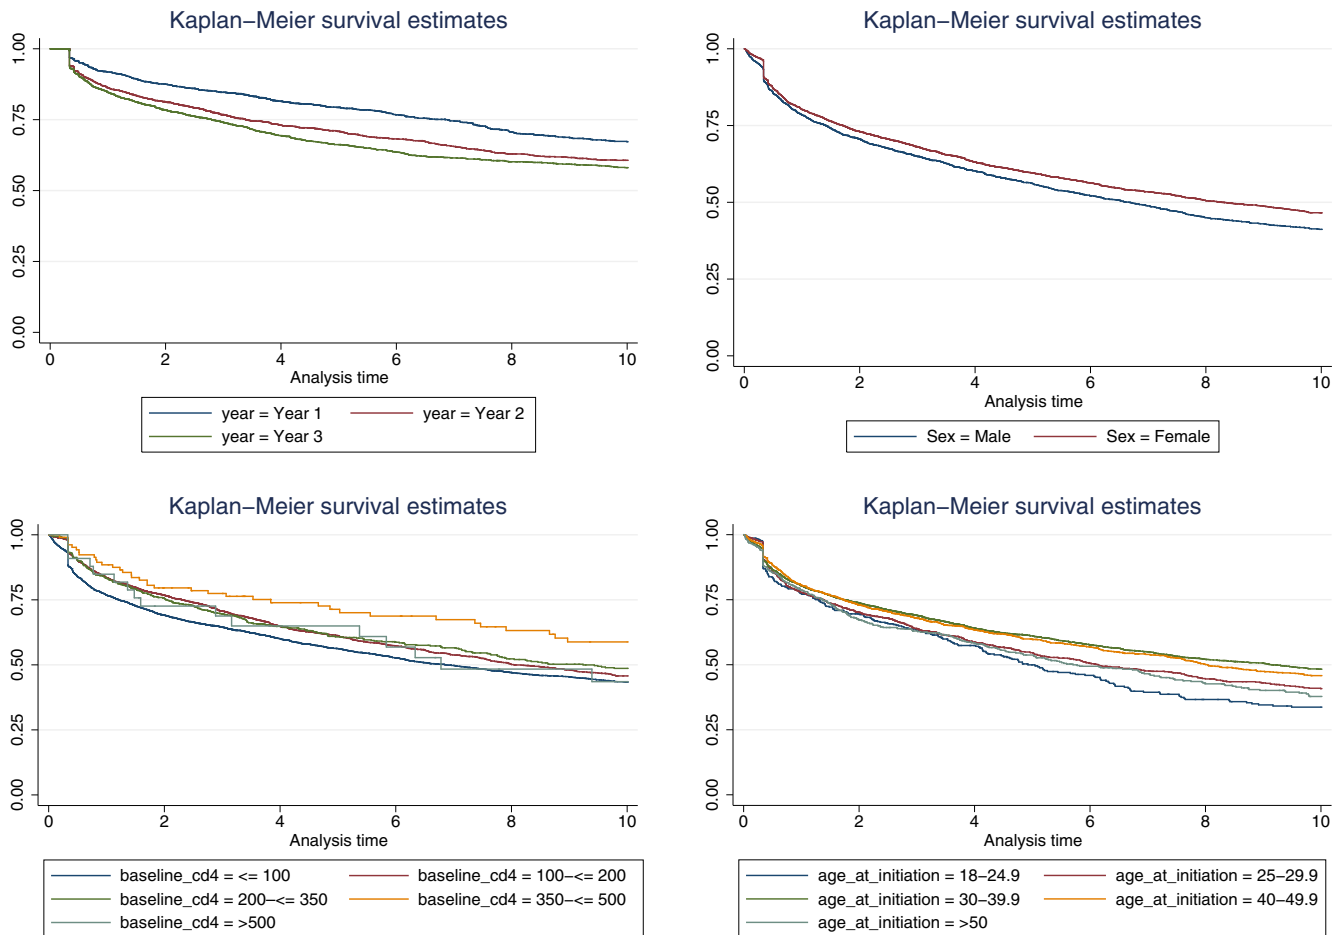 Kaplan−Meier survival estimates
1.00
0.75
0.50
0.25
0.00
0 2 4 6 8 10
Analysis time
year = Year 1 year = Year 2
year = Year 3
Kaplan−Meier survival estimates
1.00
0.75
0.50
0.25
0.00
0 2 4 6 8 10
Analysis time
Sex = Male Sex = Female
Kaplan−Meier survival estimates
1.00
0.75
0.50
0.25
0.00
0 2 4 6 8 10
Analysis time
baseline_cd4 = <= 100 baseline_cd4 = 100−<= 200
baseline_cd4 = 200−<= 350 baseline_cd4 = 350−<= 500
baseline_cd4 = >500
Kaplan−Meier survival estimates
1.00
0.75
0.50
0.25
0.00
0 2 4 6 8 10
Analysis time
age_at_initiation = 18−24.9 age_at_initiation = 25−29.9
age_at_initiation = 30−39.9 age_at_initiation = 40−49.9
age_at_initiation = >50